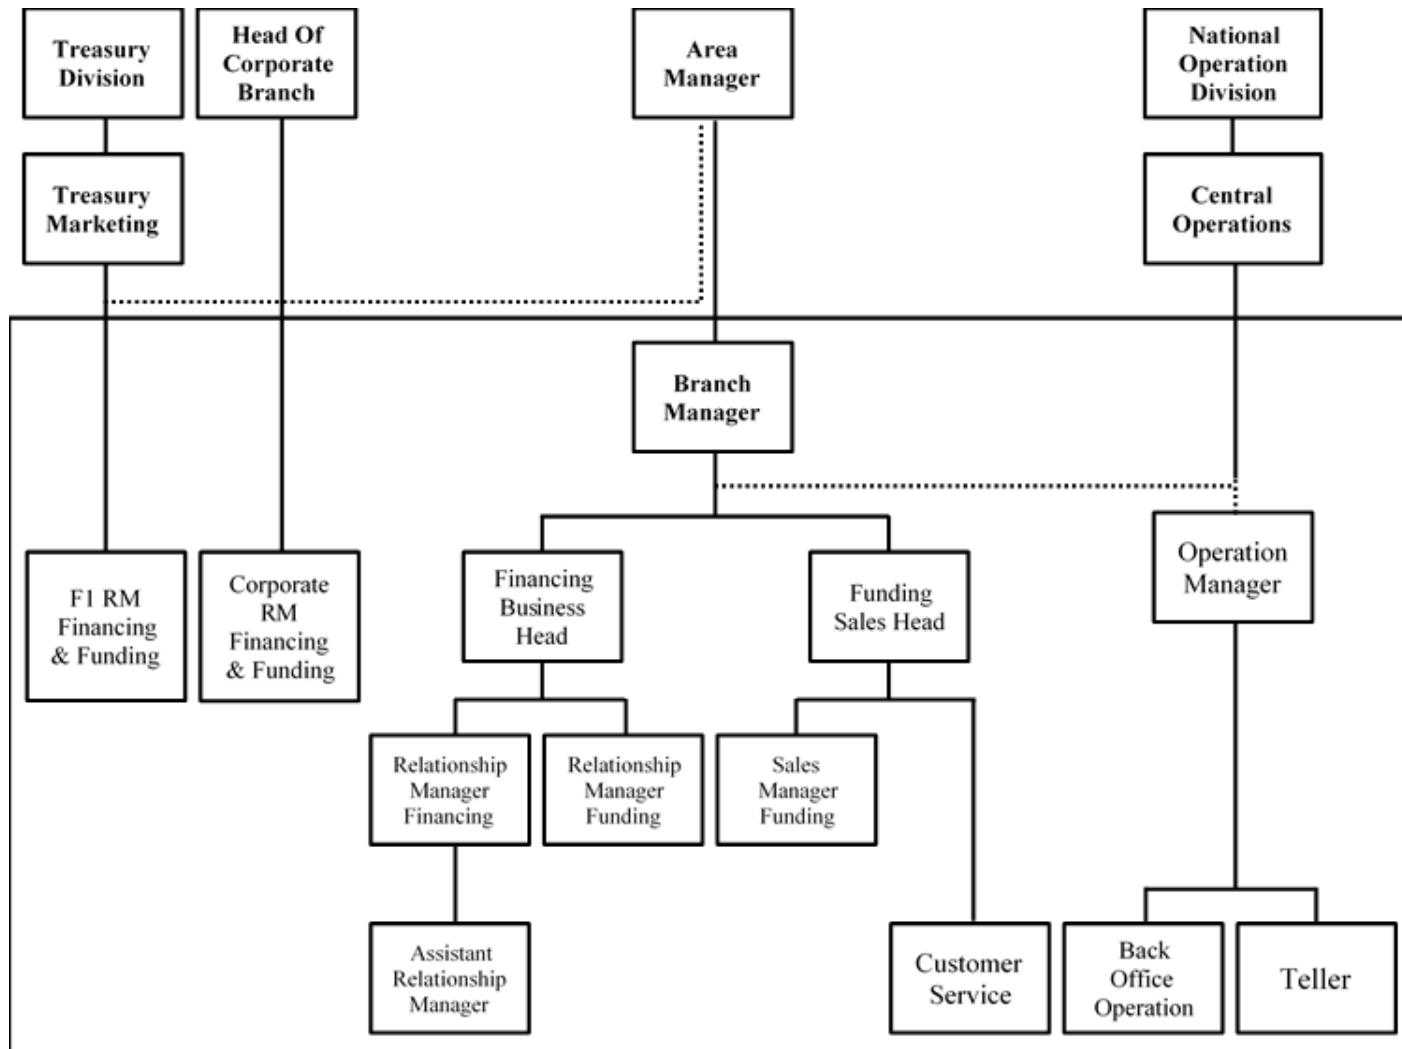 Treasury
Division
Head Of
Corporate
Branch
Area
Manager
National
Operation
Division
Treasury
Marketing
Central
Operations
Branch
Manager
F1 RM
Financing
& Funding
Corporate
RM
Financing
& Funding
Financing
Business
Head
Funding
Sales Head
Operation
Manager
Relationship
Manager
Financing
Relationship
Manager
Funding
Sales
Manager
Funding
Assistant
Relationship
Manager
Customer
Service
Back
Office
Operation
Teller